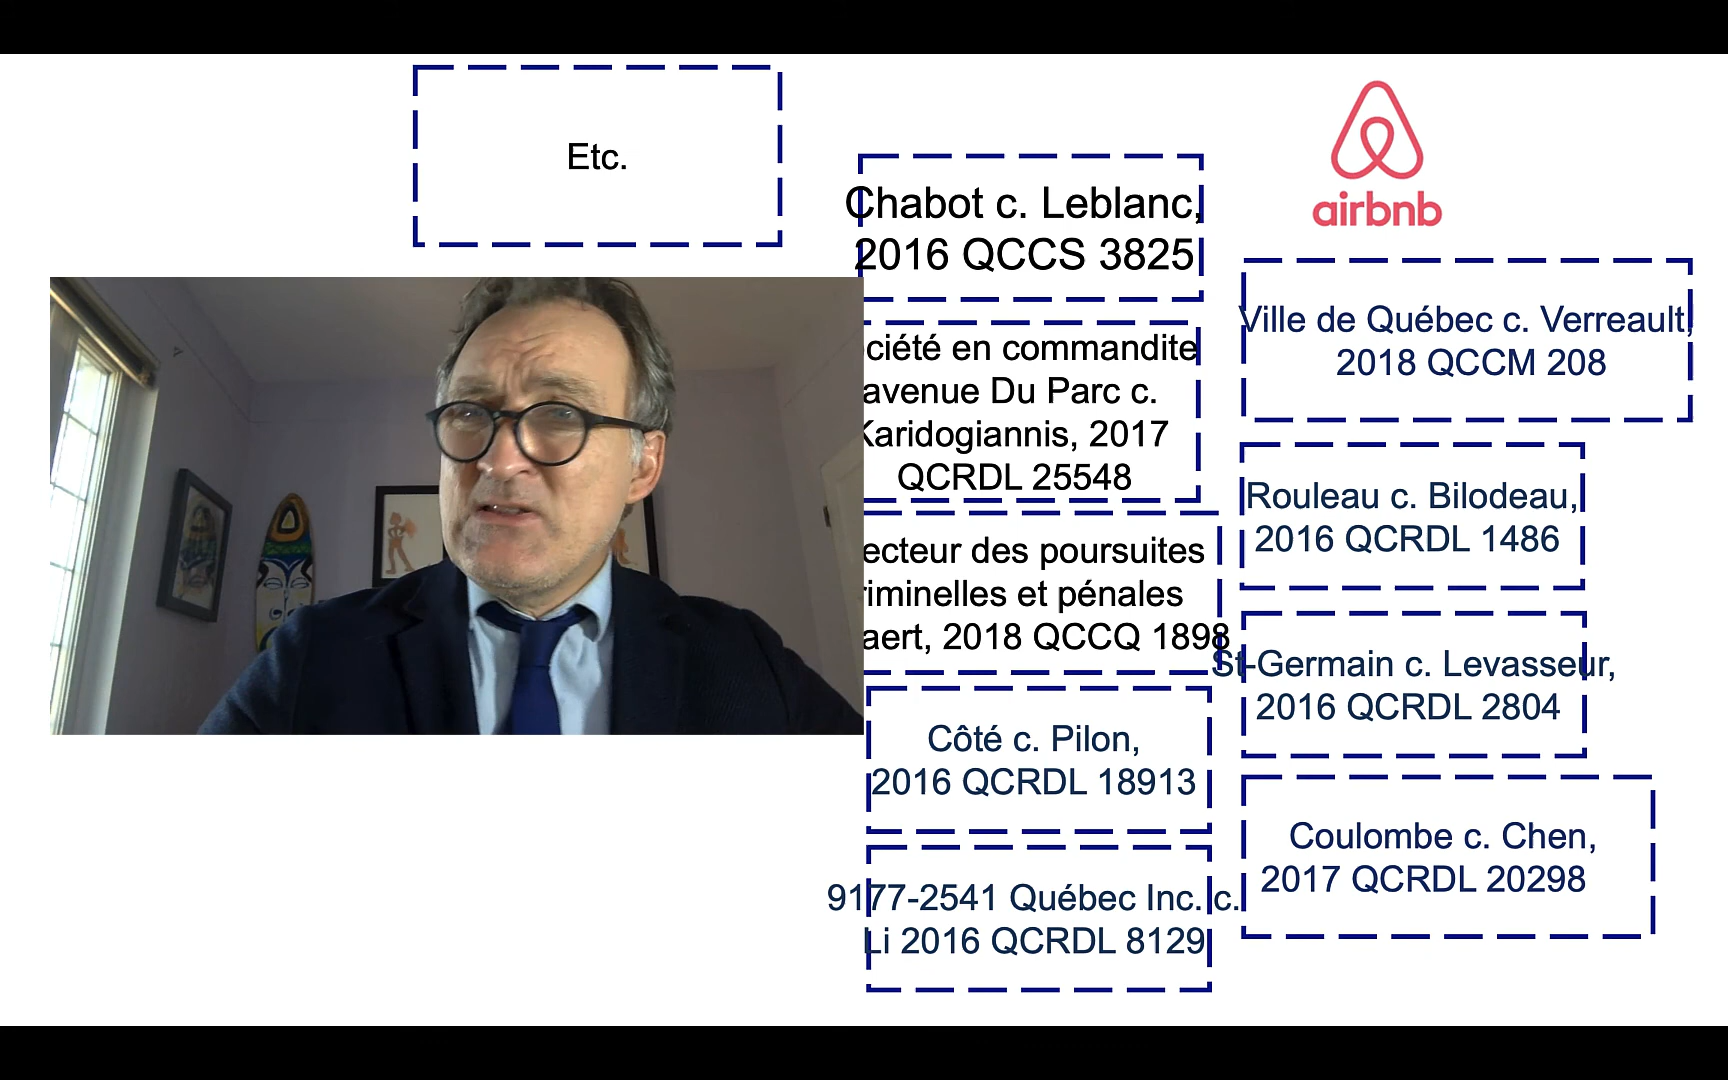 Etc.
Chabot c. Leblanc,
2016 QCCS 3825
ciété en commandite
avenue Du Parc c.
Karidogiannis, 2017
QCRDL 25548
ecteur des poursuites
riminelles et pénales
aert, 2018 QCCQ 1898
Côté c. Pilon,
2016 QCRDL 18913
9177-2541 Québec Inc. c.
Li 2016 QCRDL 8129
airbnb
Ville de Québec c. Verreault,
2018 QCCM 208
Rouleau c. Bilodeau,
2016 QCRDL 1486
St-Germain c. Levasseur,
2016 QCRDL 2804
Coulombe c. Chen,
2017 QCRDL 20298